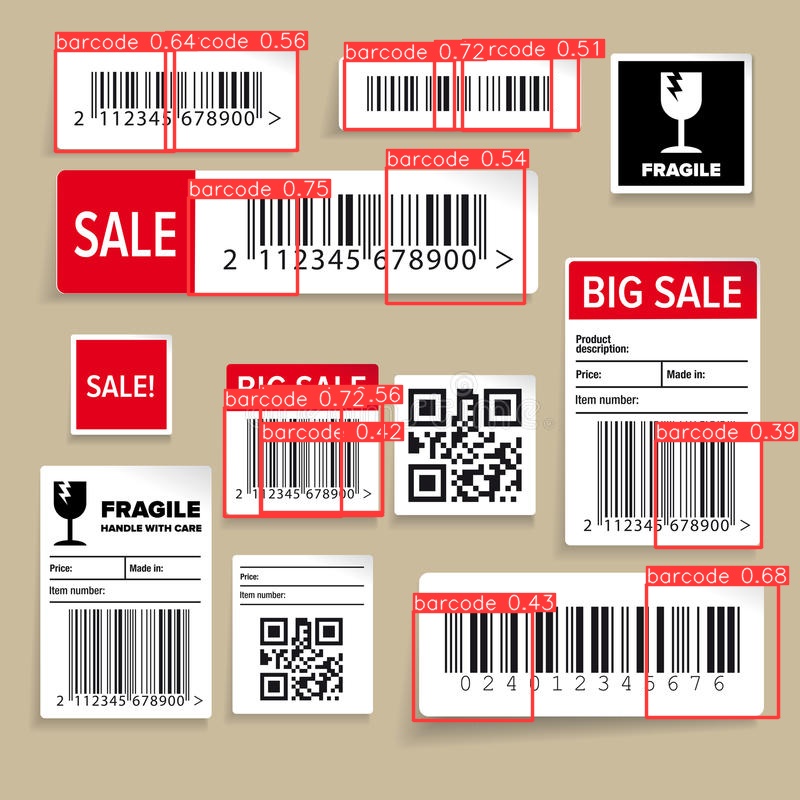 barcode 0.64
rcode 0.56
2 112345 678900 >
barcode 0.72
rcode 0.51
FRAGILE
barcode 0.54
barcode 0.75
SALE
2 112345 678900 >
BIG SALE
Product
description:
Price: Made in:
Item number:
barcode 0.39
2 112345 678900 >
SALE!
BIG SALE
barcode 0.72
.56
barcode 0.42
2 112345 678900 >
FRAGILE
HANDLE WITH CARE
Price: Made in:
Item number:
2 112345 678900 >
Price:
Item number:
barcode 0.43
barcode 0.68
0 2 4 0 1 2 3 4 5 6 7 6